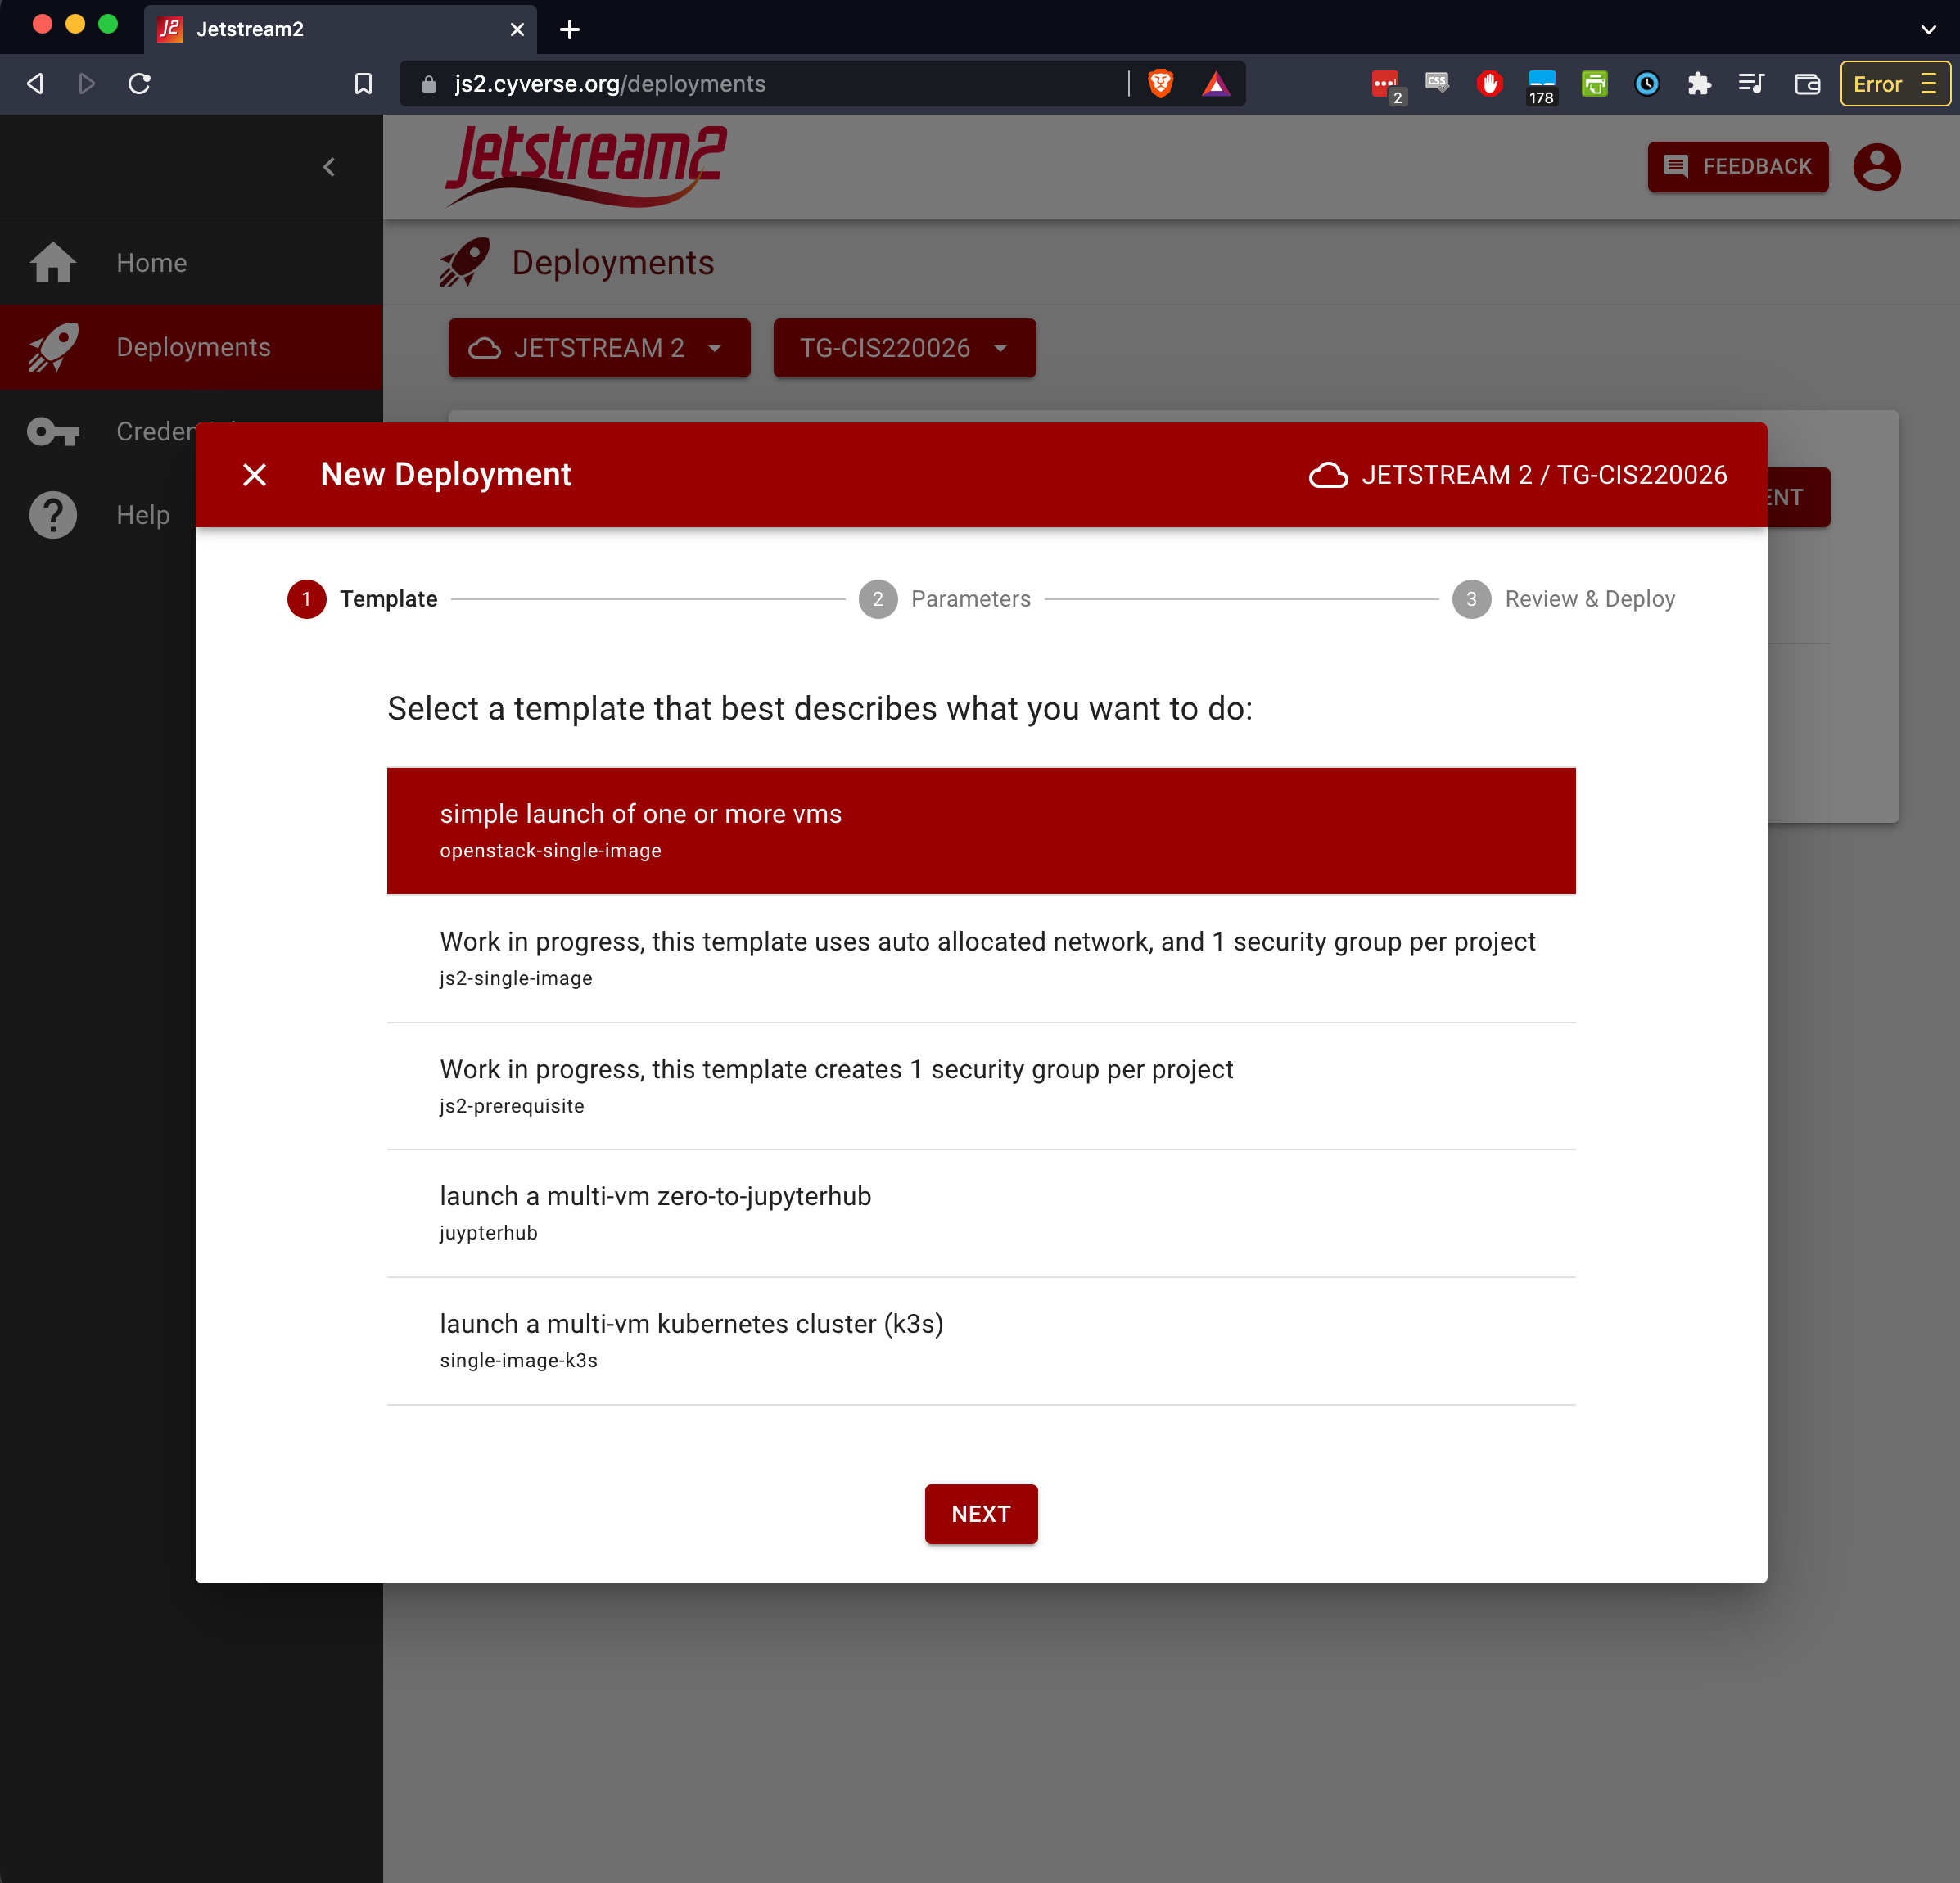 J2 Jetstream2
js2.cyverse.org/deployments
2
CSS
178
Error
Jetstream2
FEEDBACK
Home
Deployments
Deployments
JETSTREAM 2
TG-CIS220026
Help
New Deployment
JETSTREAM 2 / TG-CIS220026
1 Template
2 Parameters
3 Review & Deploy
Select a template that best describes what you want to do:
simple launch of one or more vms
openstack-single-image
Work in progress, this template uses auto allocated network, and 1 security group per project
js2-single-image
Work in progress, this template creates 1 security group per project
js2-prerequisite
launch a multi-vm zero-to-jupyterhub
juypterhub
launch a multi-vm kubernetes cluster (k3s)
single-image-k3s
NEXT